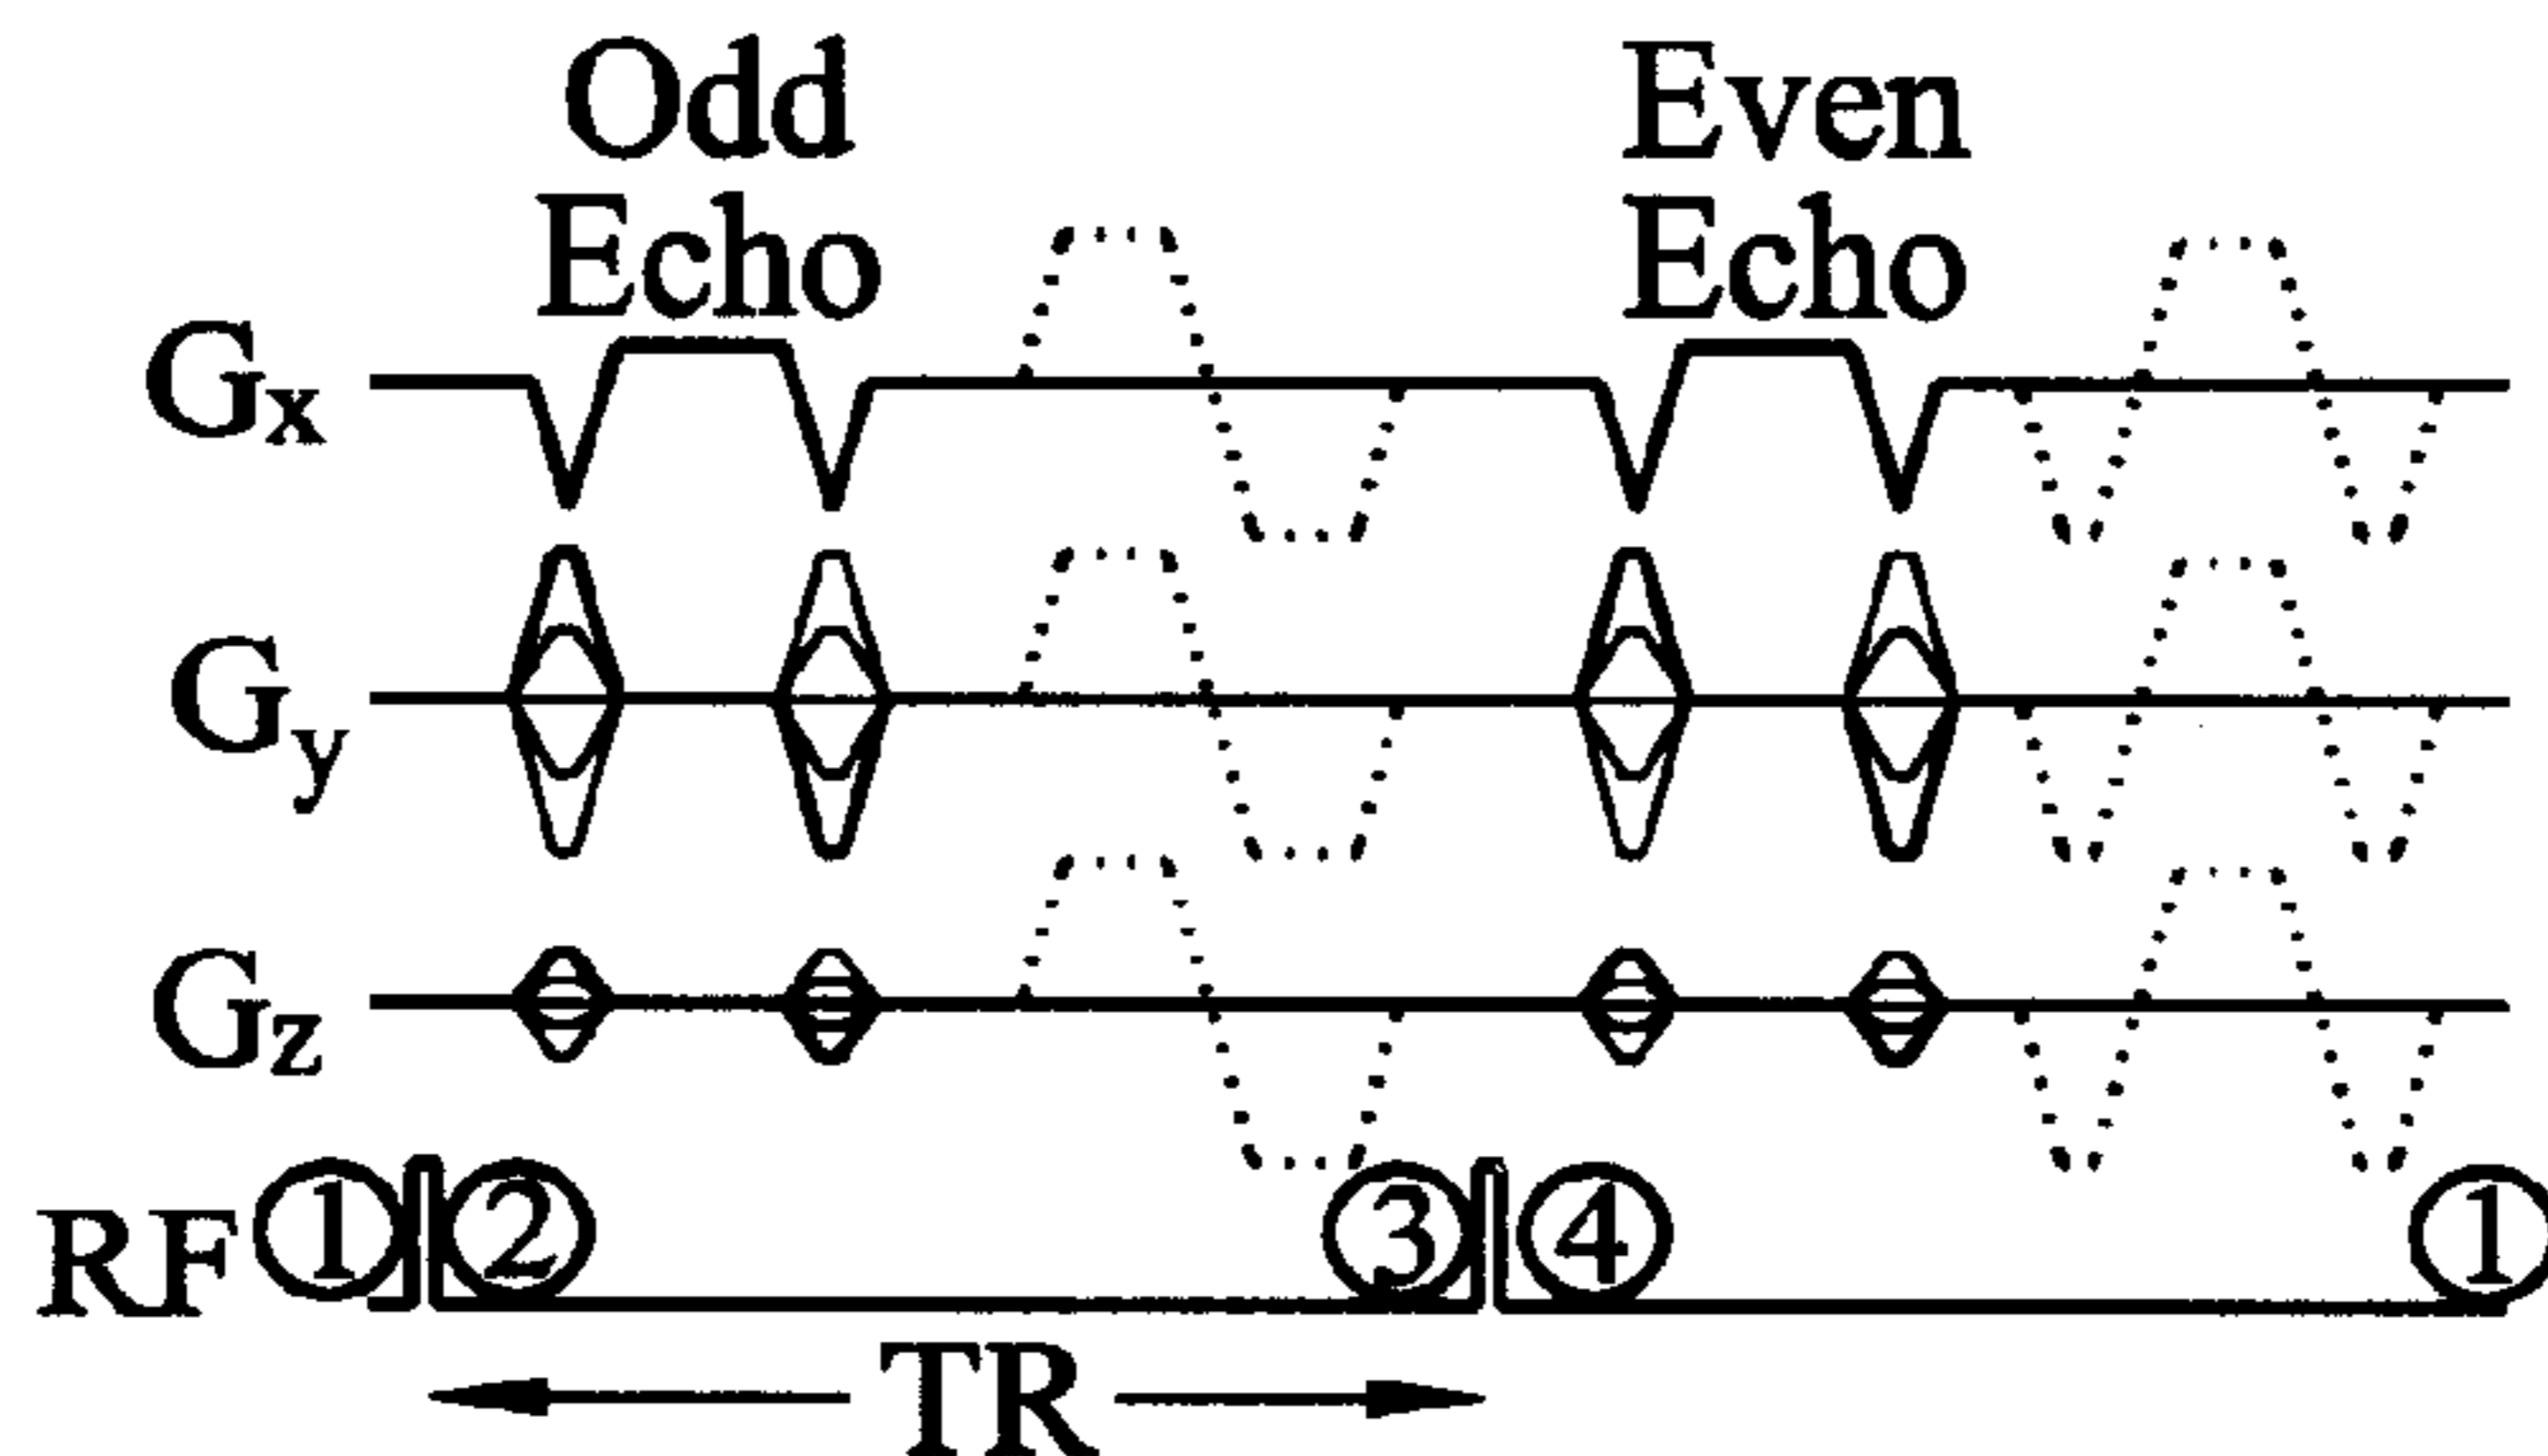 Odd Even
Echo Echo
Gx
Gy
Gz
RF ① ② ③ ④ ①
TR